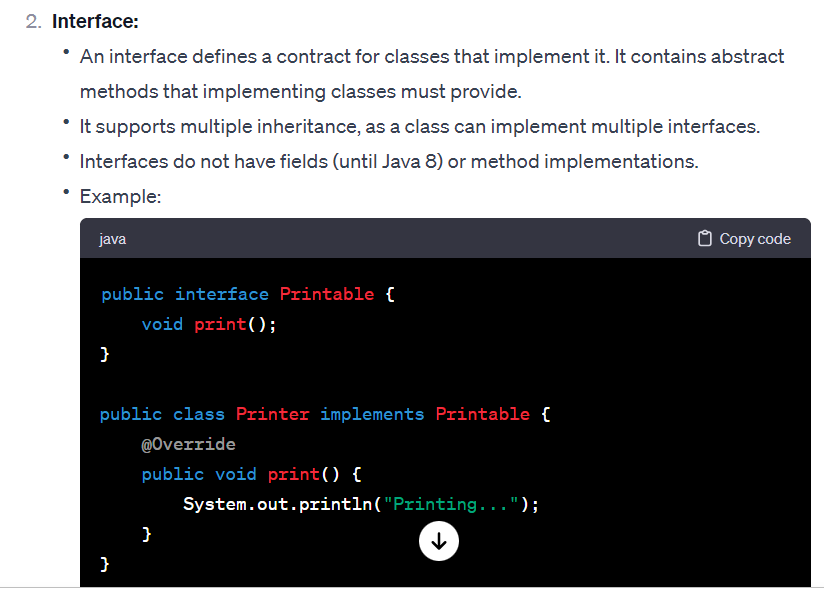 2. Interface:
• An interface defines a contract for classes that implement it. It contains abstract
methods that implementing classes must provide.
• It supports multiple inheritance, as a class can implement multiple interfaces.
• Interfaces do not have fields (until Java 8) or method implementations.
• Example:
java Copy code
public interface Printable {
    void print();
}
public class Printer implements Printable {
    @Override
    public void print() {
        System.out.println("Printing...");
    }
}